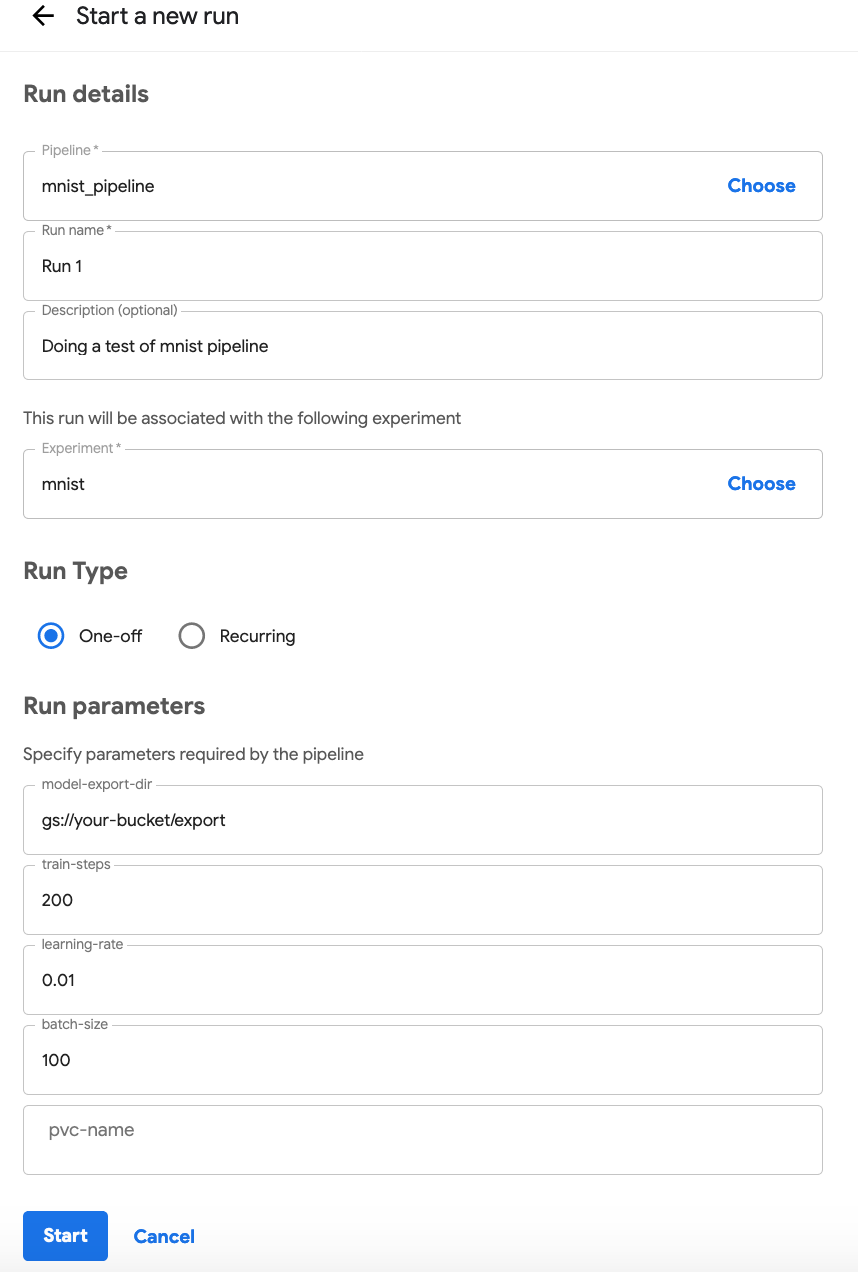 Start a new run
Run details
Pipeline*
mnist_pipeline
Choose
Run name*
Run 1
Description (optional)
Doing a test of mnist pipeline
This run will be associated with the following experiment
Experiment*
mnist
Choose
Run Type
One-off Recurring
Run parameters
Specify parameters required by the pipeline
model-export-dir
gs://your-bucket/export
train-steps
200
learning-rate
0.01
batch-size
100
pvc-name
Start Cancel